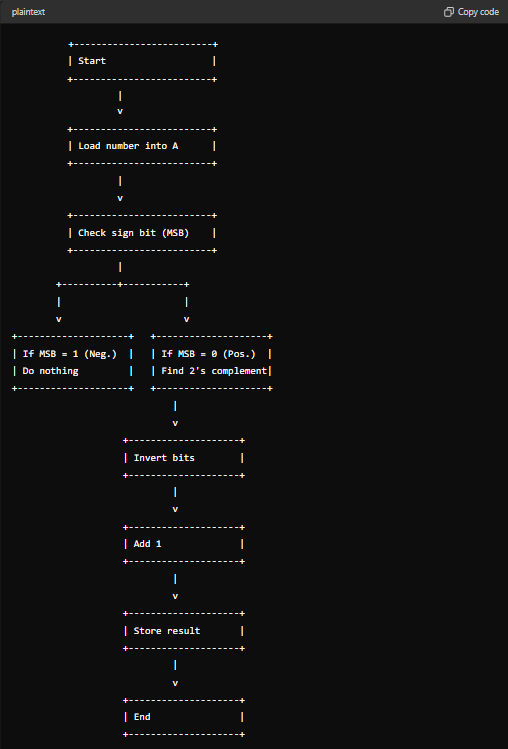 plaintext Copy code
+------------------------+
| Start                  |
+------------------------+
|
v
+------------------------+
| Load number into A     |
+------------------------+
|
v
+------------------------+
| Check sign bit (MSB)   |
+------------------------+
|
+----------+-----------+
|                      |
v                      v
+--------------------+  +--------------------+
| If MSB = 1 (Neg.)  |  | If MSB = 0 (Pos.)  |
| Do nothing         |  | Find 2's complement|
+--------------------+  +--------------------+
|
v
+--------------------+
| Invert bits        |
+--------------------+
|
v
+--------------------+
| Add 1              |
+--------------------+
|
v
+--------------------+
| Store result       |
+--------------------+
|
v
+--------------------+
| End                |
+--------------------+